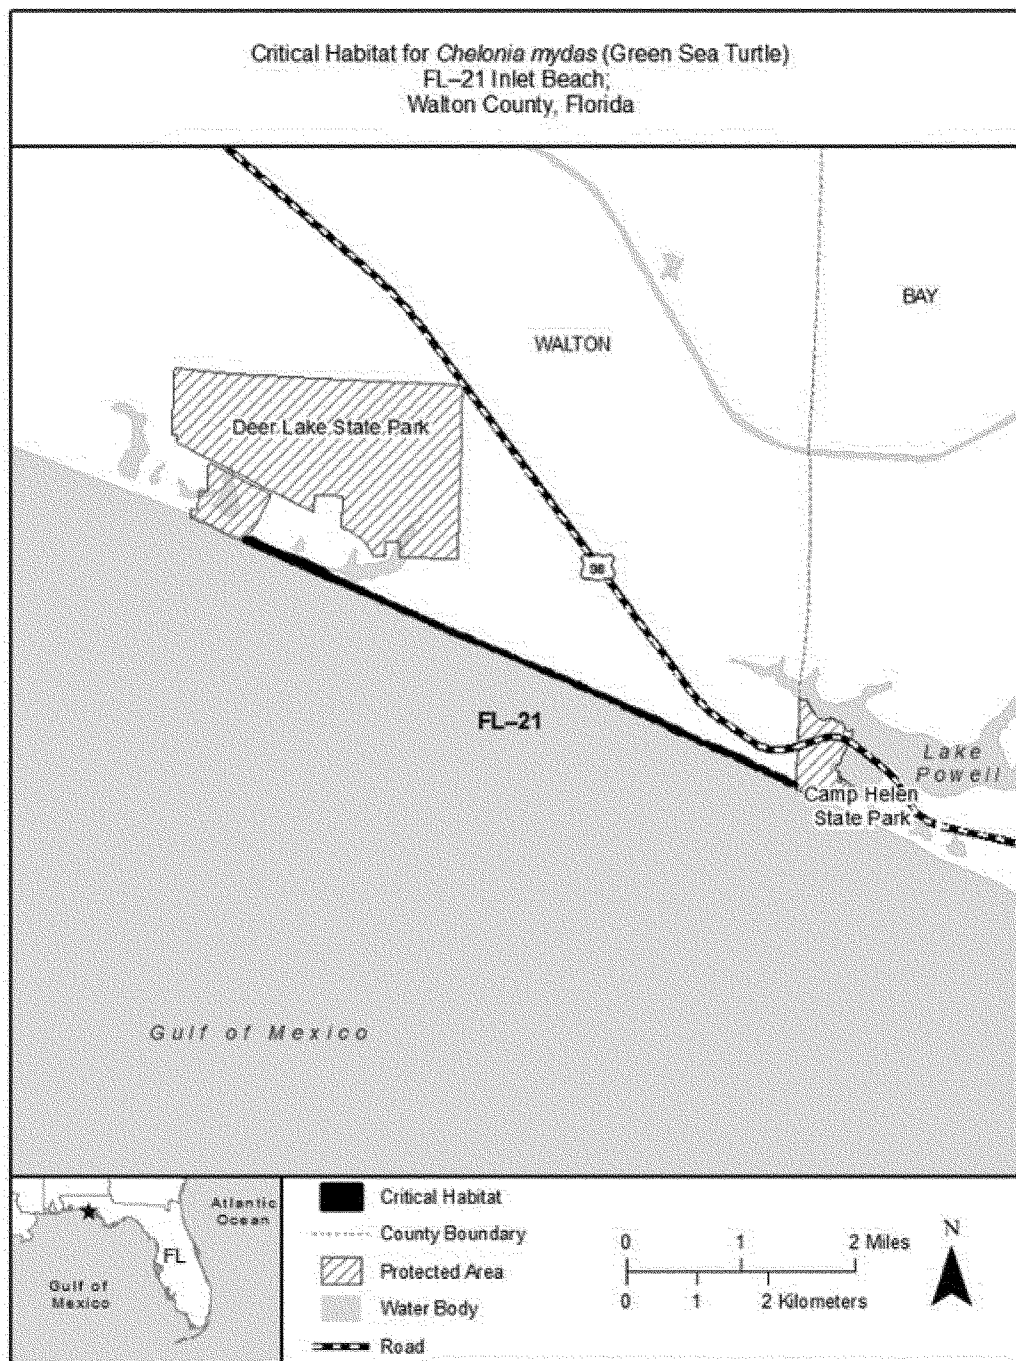 Critical Habitat for Chelonia mydas (Green Sea Turtle)
FL–21 Inlet Beach;
Walton County, Florida
BAY
WALTON
Deer Lake State Park
98
FL–21
Lake
Powell
Camp Helen
State Park
Gulf of Mexico
Atlantic
Ocean
FL
Gulf of
Mexico
Critical Habitat
County Boundary
Protected Area
Water Body
Road
0 1 2 Miles
0 1 2 Kilometers
N